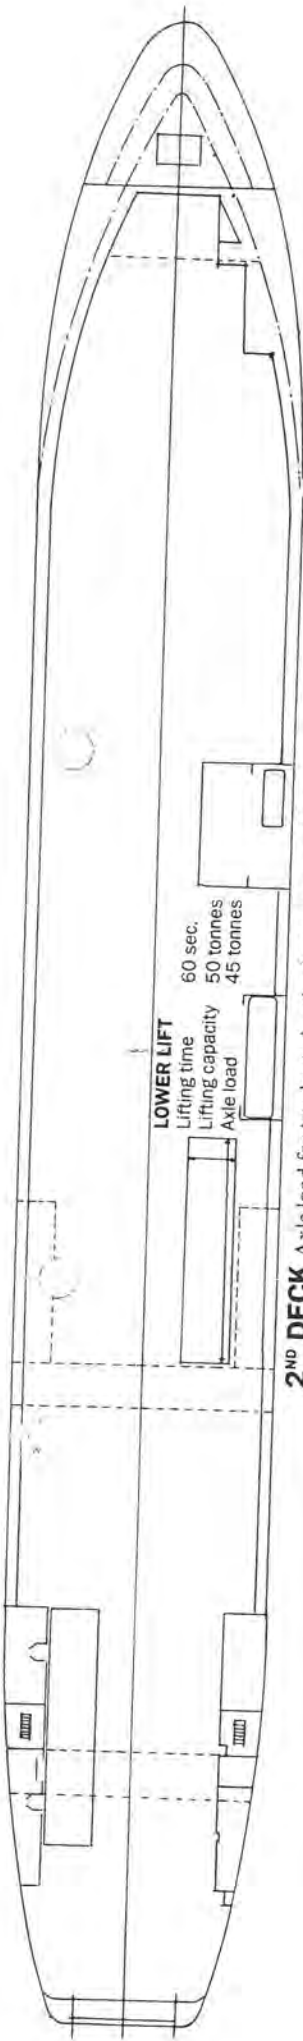 LOWER LIFT
Lifting time 60 sec.
Lifting capacity 50 tonnes
Axle load 45 tonnes
2ND DECK Axle load